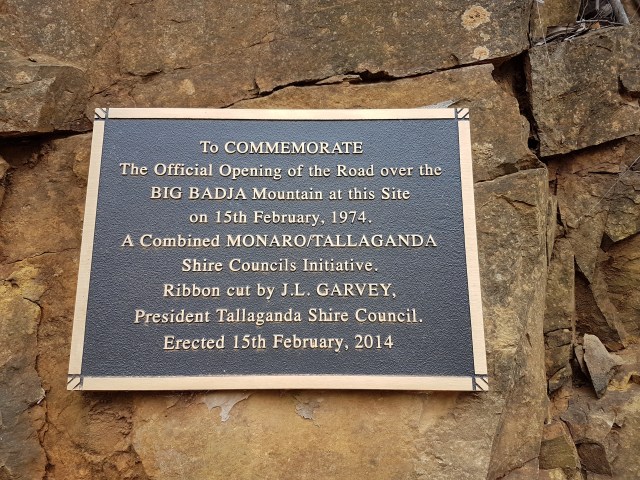 To COMMEMORATE
The Official Opening of the Road over the
BIG BADJA Mountain at this Site
on 15th February, 1974.
A Combined MONARO/TALLAGANDA
Shire Councils Initiative.
Ribbon cut by J.L. GARVEY,
President Tallaganda Shire Council.
Erected 15th February, 2014